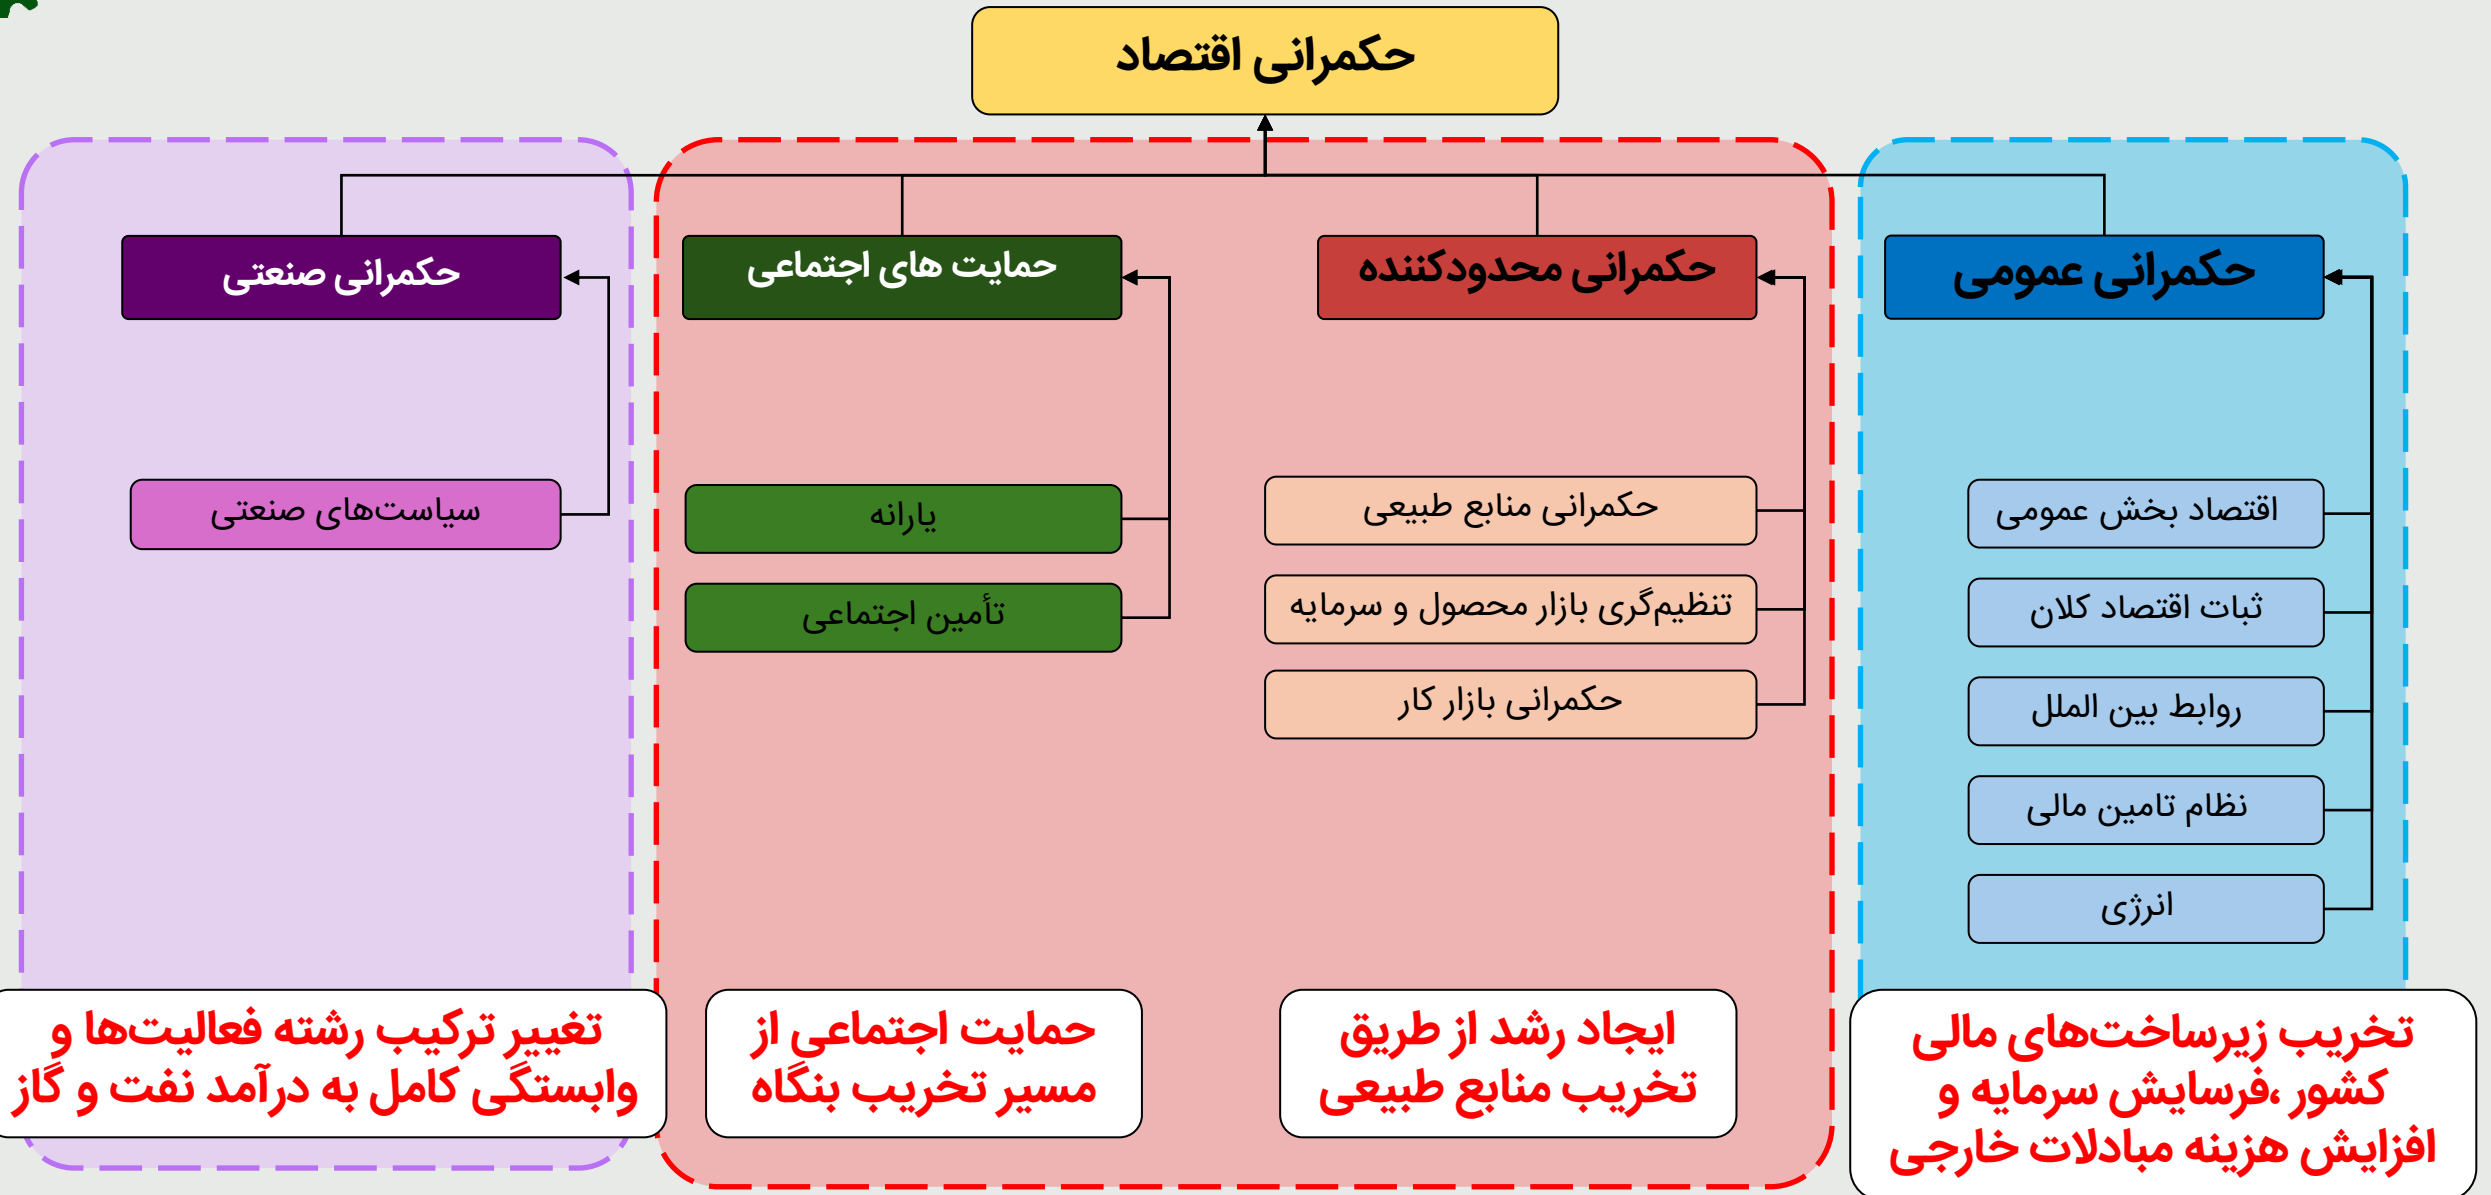 حکمرانی اقتصاد
حکمرانی عمومی
اقتصاد بخش عمومی
ثبات اقتصاد کلان
روابط بین الملل
نظام تامین مالی
انرژی
تخریب زیرساخت‌های مالی
کشور ،فرسایش سرمایه و
افزایش هزینه مبادلات خارجی
حکمرانی محدودکننده
حکمرانی منابع طبیعی
تنظیم‌گری بازار محصول و سرمایه
حکمرانی بازار کار
ایجاد رشد از طریق
تخریب منابع طبیعی
حمایت های اجتماعی
یارانه
تأمین اجتماعی
حمایت اجتماعی از
مسیر تخریب بنگاه
حکمرانی صنعتی
سیاست‌های صنعتی
تغییر ترکیب رشته فعالیت‌ها و
وابستگی کامل به درآمد نفت و گاز